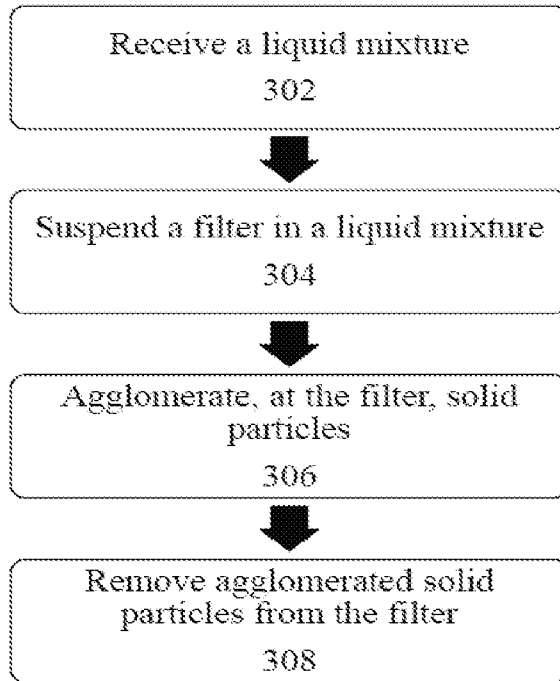 Receive a liquid mixture
302
Suspend a filter in a liquid mixture
304
Agglomerate, at the filter, solid
particles
306
Remove agglomerated solid
particles from the filter
308